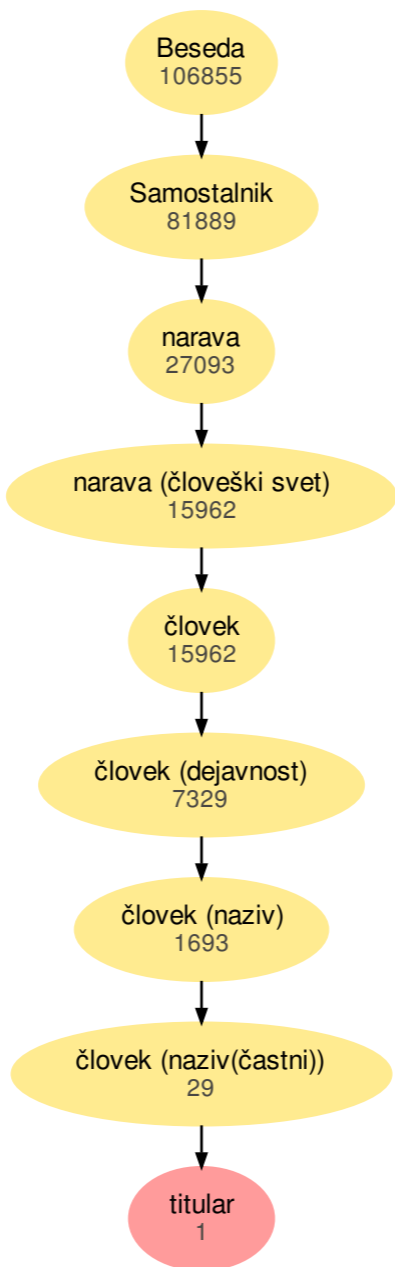 Beseda
106855
Samostalnik
81889
narava
27093
narava (človeški svet)
15962
človek
15962
človek (dejavnost)
7329
človek (naziv)
1693
človek (naziv(častni))
29
titular
1